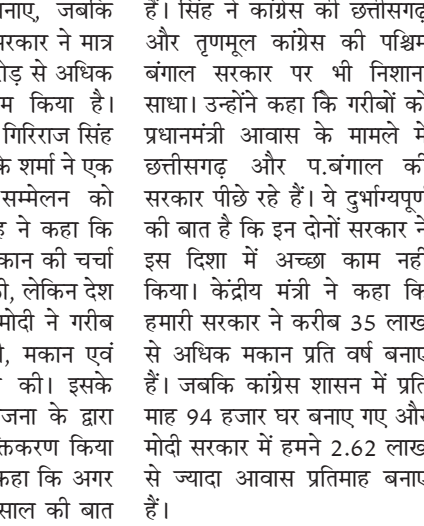 नाए, जबकि
रकार ने मात्र
ड़ से अधिक
म किया है।
गिरिराज सिंह
शर्मा ने एक
सम्मेलन को
ने कहा कि
कान की चर्चा
लेकिन देश
मोदी ने गरीब
मकान एवं
की। इसके
जना के द्वारा
क्तिकरण किया
कहा कि अगर
साल की बात
हैं। सिंह ने कांग्रेस की छत्तीसगढ़
और तृणमूल कांग्रेस की पश्चिम
बंगाल सरकार पर भी निशान
साधा। उन्होंने कहा कि गरीबों को
प्रधानमंत्री आवास के मामले में
छत्तीसगढ़ और प.बंगाल की
सरकार पीछे रहे हैं। ये दुर्भाग्यपूर्ण
की बात है कि इन दोनों सरकार ने
इस दिशा में अच्छा काम नहीं
किया। केंद्रीय मंत्री ने कहा कि
हमारी सरकार ने करीब 35 लाख
से अधिक मकान प्रति वर्ष बनाए
हैं। जबकि कांग्रेस शासन में प्रति
माह 94 हजार घर बनाए गए और
मोदी सरकार में हमने 2.62 लाख
से ज्यादा आवास प्रतिमाह बनाए
हैं।